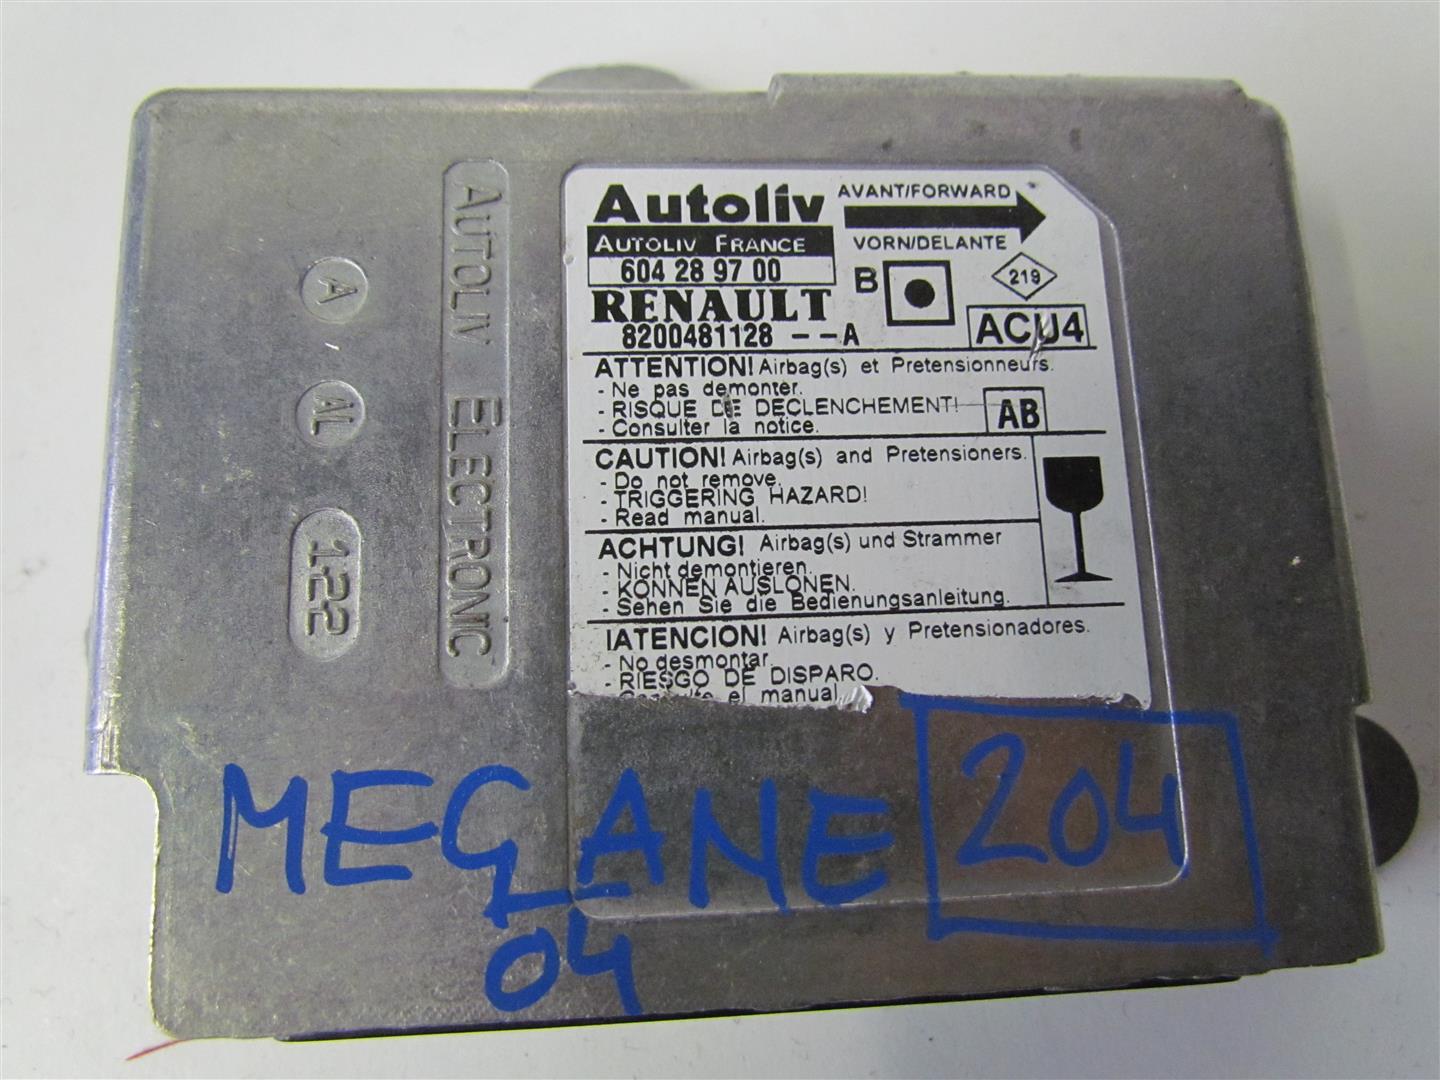 AUTOLIV ELECTRONIC
A
AL
122
Autoliv
AUTOLIV FRANCE
604 28 97 00
RENAULT
8200481128 --A
AVANT/FORWARD
VORN/DELANTE
B
219
ACU4
ATTENTION! Airbag(s) et Pretensionneurs.
- Ne pas demonter.
- RISQUE DE DECLENCHEMENT!
- Consulter la notice.
AB
CAUTION! Airbag(s) and Pretensioners.
- Do not remove.
- TRIGGERING HAZARD!
- Read manual.
ACHTUNG! Airbag(s) und Strammer
- Nicht demontieren.
- KONNEN AUSLONEN.
- Sehen Sie die Bedienungsanleitung.
¡ATENCION! Airbag(s) y Pretensionadores.
- No desmontar.
- RIESGO DE DISPARO.
- Consulte el manual.
MEGANE 204
04